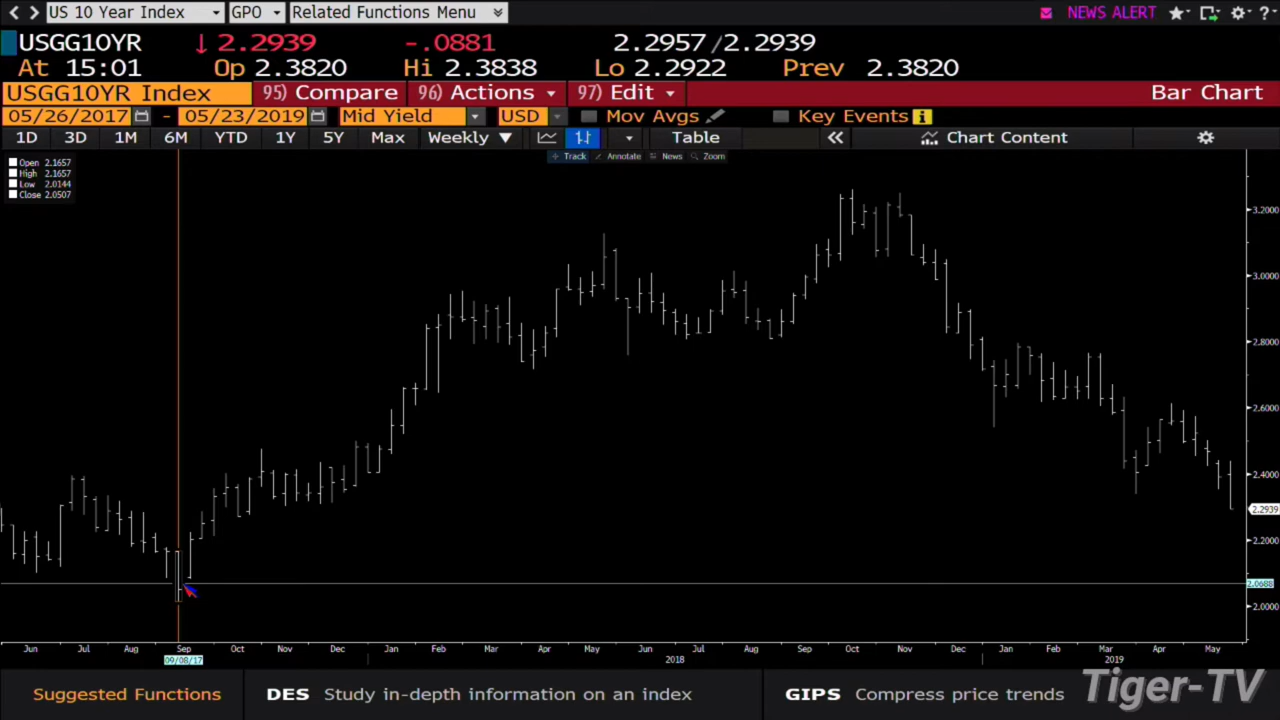 US 10 Year Index GPO Related Functions Menu NEWS ALERT ?
USGG10YR ↓ 2.2939 -.0881 2.2957/2.2939
At 15:01 Op 2.3820 Hi 2.3838 Lo 2.2922 Prev 2.3820
USGG10YR Index 95) Compare 96) Actions 97) Edit Bar Chart
05/26/2017 - 05/23/2019 Mid Yield USD Mov Avgs Key Events i
1D 3D 1M 6M YTD 1Y 5Y Max Weekly ▼ Table « Chart Content
Track Annotate News Zoom
Open 2.1657
High 2.1657
Low 2.0144
Close 2.0507
3.2000
3.0000
2.8000
2.6000
2.4000
2.2939
2.2000
2.0688
2.0000
Jun Jul Aug Sep Oct Nov Dec Jan Feb Mar Apr May Jun Jul Aug Sep Oct Nov Dec Jan Feb Mar Apr May
09/08/17 2018 2019
Suggested Functions DES Study in-depth information on an index GIPS Compress price trends
Tiger-TV